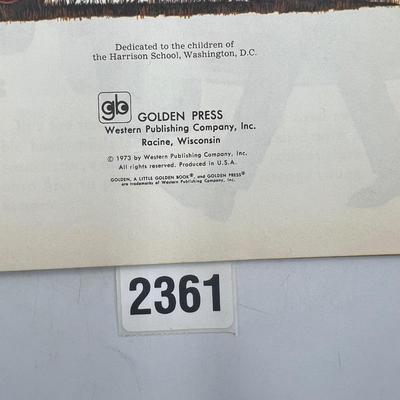 Dedicated to the children of
the Harrison School, Washington, D.C.
gb
GOLDEN PRESS
Western Publishing Company, Inc.
Racine, Wisconsin
© 1973 by Western Publishing Company, Inc.
All rights reserved. Produced in U.S.A.
GOLDEN, A LITTLE GOLDEN BOOK®, and GOLDEN PRESS®
are trademarks of Western Publishing Company, Inc.
2361